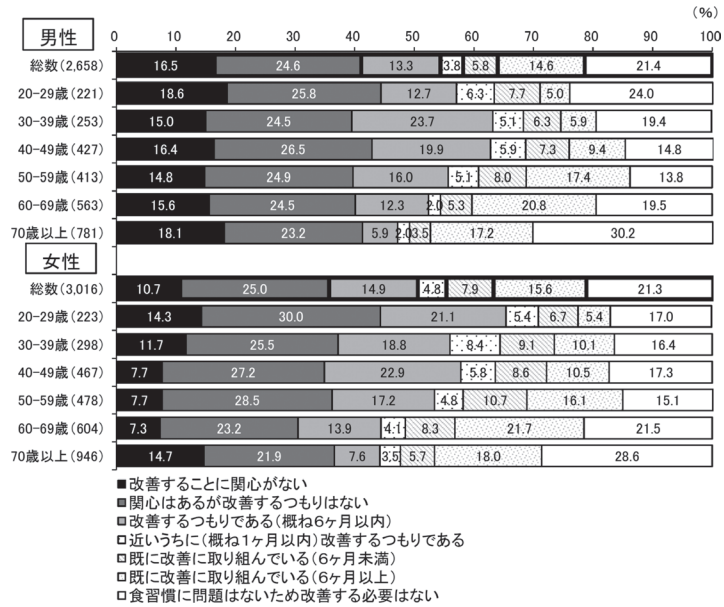 (%)
男性
0 10 20 30 40 50 60 70 80 90 100
総数(2,658) 16.5 24.6 13.3 3.8 5.8 14.6 21.4
20-29歳(221) 18.6 25.8 12.7 6.3 7.7 5.0 24.0
30-39歳(253) 15.0 24.5 23.7 5.1 6.3 5.9 19.4
40-49歳(427) 16.4 26.5 19.9 5.9 7.3 9.4 14.8
50-59歳(413) 14.8 24.9 16.0 5.1 8.0 17.4 13.8
60-69歳(563) 15.6 24.5 12.3 2.0 5.3 20.8 19.5
70歳以上(781) 18.1 23.2 5.9 2.0 3.5 17.2 30.2
女性
総数(3,016) 10.7 25.0 14.9 4.8 7.9 15.6 21.3
20-29歳(223) 14.3 30.0 21.1 5.4 6.7 5.4 17.0
30-39歳(298) 11.7 25.5 18.8 8.4 9.1 10.1 16.4
40-49歳(467) 7.7 27.2 22.9 5.8 8.6 10.5 17.3
50-59歳(478) 7.7 28.5 17.2 4.8 10.7 16.1 15.1
60-69歳(604) 7.3 23.2 13.9 4.1 8.3 21.7 21.5
70歳以上(946) 14.7 21.9 7.6 3.5 5.7 18.0 28.6
改善することに関心がない
関心はあるが改善するつもりはない
改善するつもりである(概ね6ヶ月以内)
近いうちに(概ね1ヶ月以内)改善するつもりである
既に改善に取り組んでいる(6ヶ月未満)
既に改善に取り組んでいる(6ヶ月以上)
食習慣に問題はないため改善する必要はない